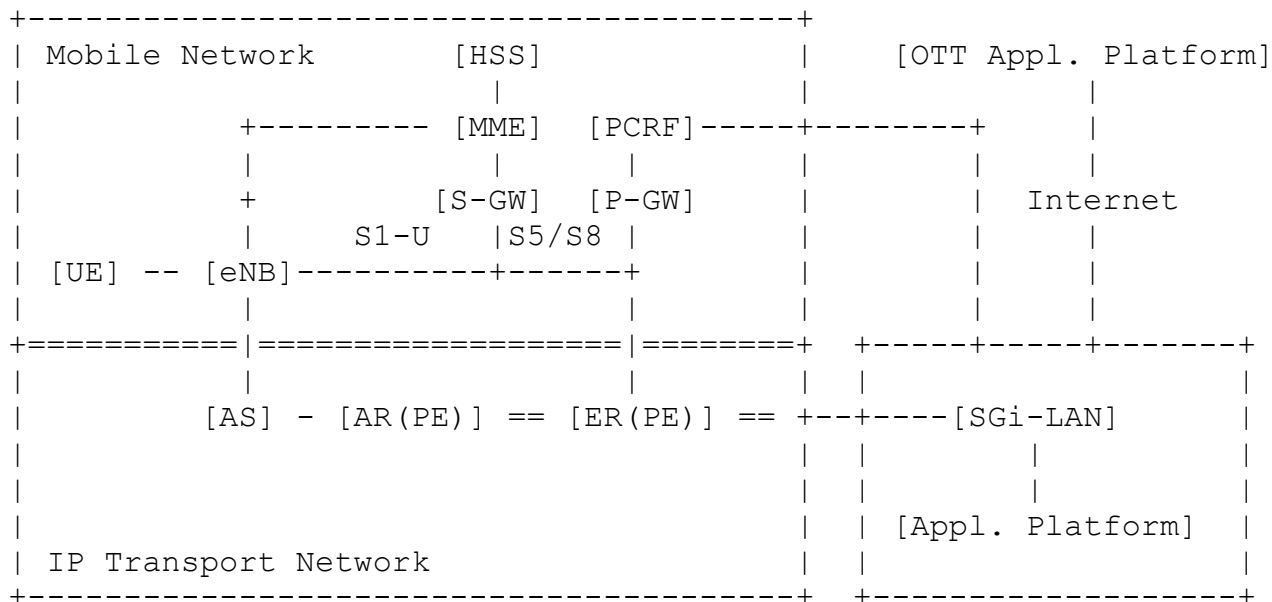 Mobile Network [HSS] [OTT Appl. Platform]
[MME] [PCRF]
[S-GW] [P-GW] Internet
S1-U S5/S8
[UE] -- [eNB]
[AS] - [AR(PE)] == [ER(PE)] == [SGi-LAN]
[Appl. Platform]
IP Transport Network